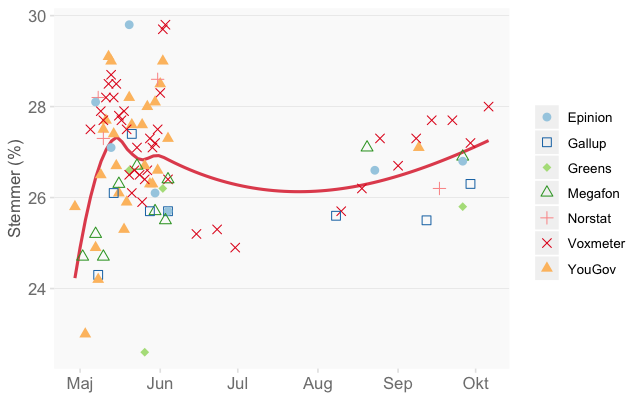 30
28
26
24
Stemmer (%)
Maj Jun Jul Aug Sep Okt
Epinion
Gallup
Greens
Megafon
Norstat
Voxmeter
YouGov